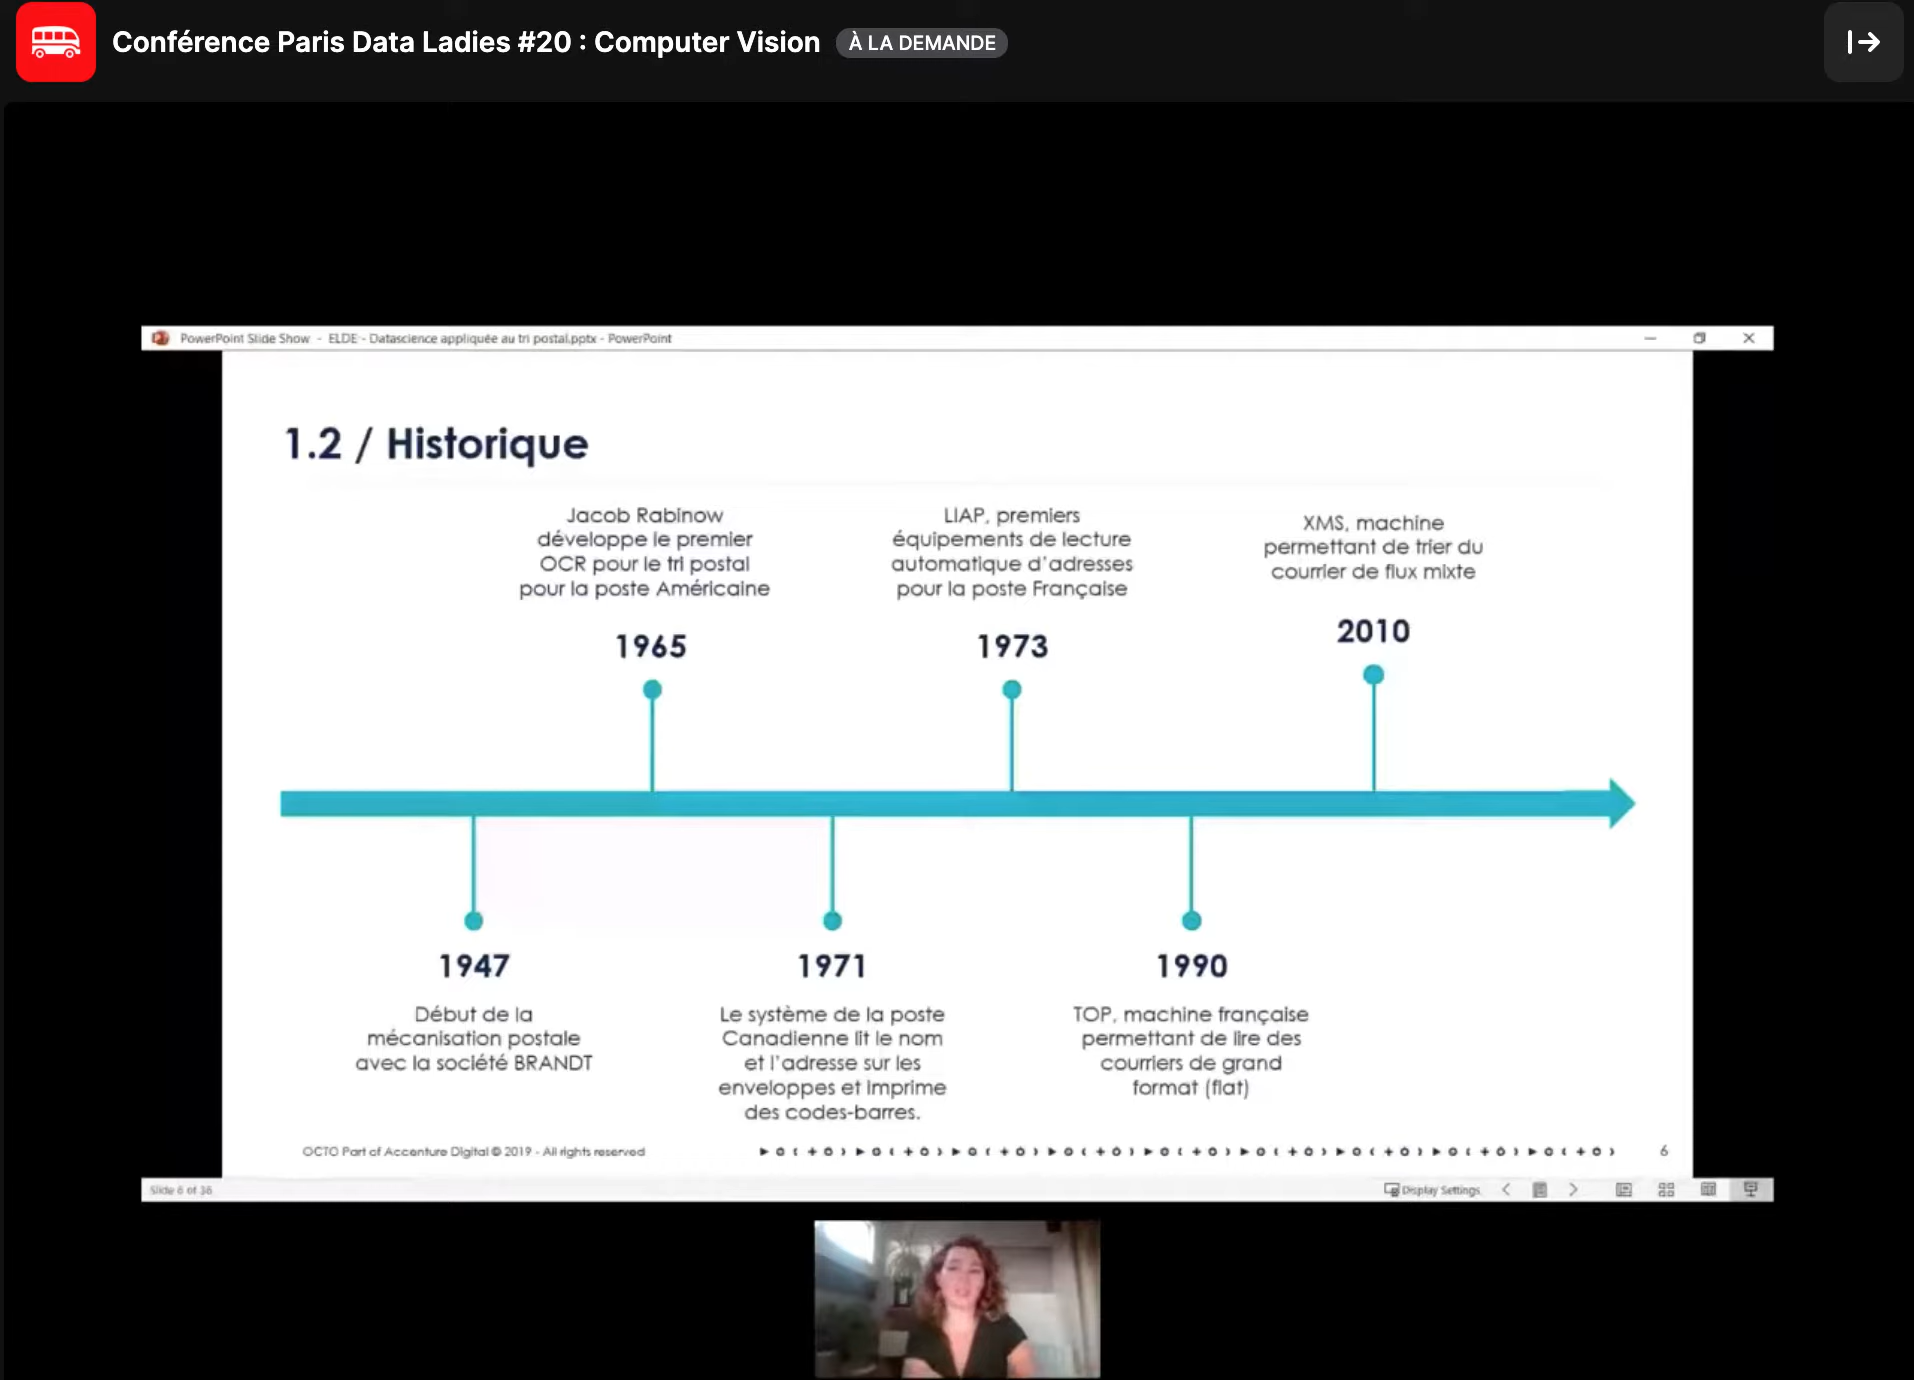 Conférence Paris Data Ladies #20 : Computer Vision
À LA DEMANDE
PowerPoint Slide Show - ELDE - Datascience appliquée au tri postal.pptx - PowerPoint
1.2 / Historique
Jacob Rabinow
développe le premier
OCR pour le tri postal
pour la poste Américaine
1965
LIAP, premiers
équipements de lecture
automatique d'adresses
pour la poste Française
1973
XMS, machine
permettant de trier du
courrier de flux mixte
2010
1947
Début de la
mécanisation postale
avec la société BRANDT
1971
Le système de la poste
Canadienne lit le nom
et l'adresse sur les
enveloppes et imprime
des codes-barres.
1990
TOP, machine française
permettant de lire des
courriers de grand
format (flat)
OCTO Part of Accenture Digital © 2019 - All rights reserved
6
Slide 6 of 36
Display Settings